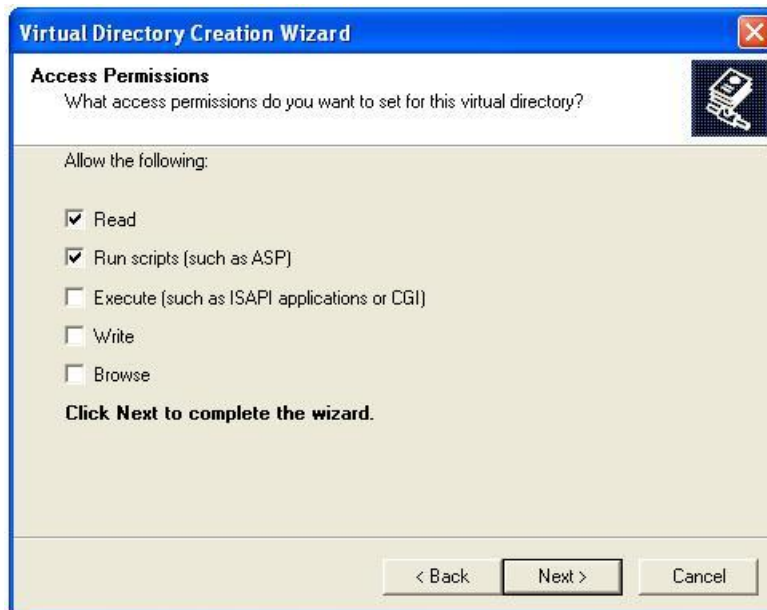 Virtual Directory Creation Wizard
Access Permissions
What access permissions do you want to set for this virtual directory?
Allow the following:
Read
Run scripts (such as ASP)
Execute (such as ISAPI applications or CGI)
Write
Browse
Click Next to complete the wizard.
< Back Next > Cancel